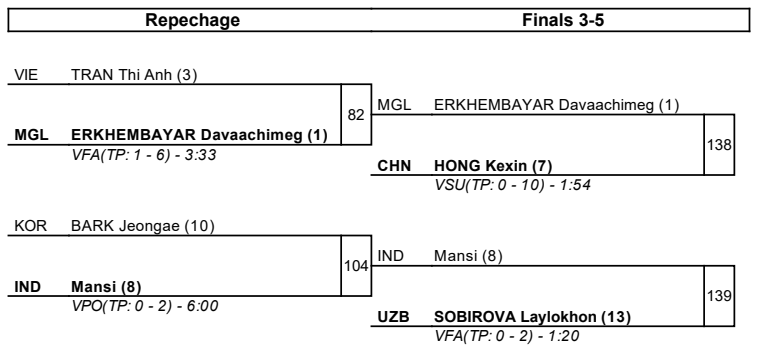 Repechage Finals 3-5
VIE TRAN Thi Anh (3)
82
MGL ERKHEMBAYAR Davaachimeg (1)
MGL ERKHEMBAYAR Davaachimeg (1)
VFA(TP: 1 - 6) - 3:33
138
CHN HONG Kexin (7)
VSU(TP: 0 - 10) - 1:54
KOR BARK Jeongae (10)
104
IND Mansi (8)
IND Mansi (8)
VPO(TP: 0 - 2) - 6:00
139
UZB SOBIROVA Laylokhon (13)
VFA(TP: 0 - 2) - 1:20